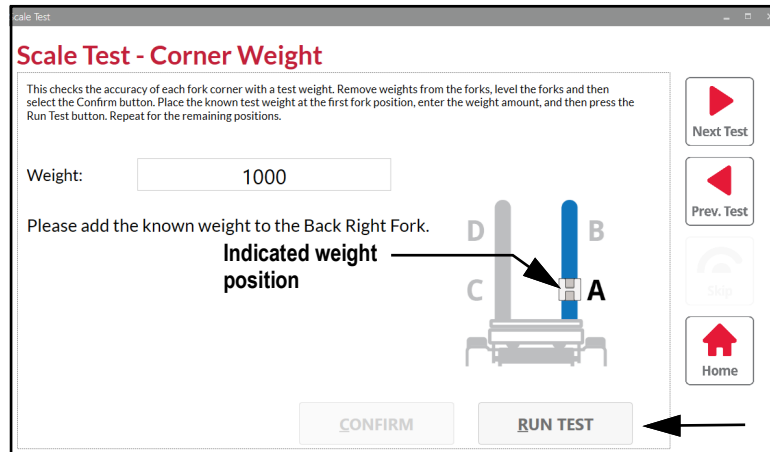 Scale Test
Scale Test - Corner Weight
This checks the accuracy of each fork corner with a test weight. Remove weights from the forks, level the forks and then
select the Confirm button. Place the known test weight at the first fork position, enter the weight amount, and then press the
Run Test button. Repeat for the remaining positions.
Next Test
Weight:
1000
Please add the known weight to the Back Right Fork.
Prev. Test
D
B
Indicated weight
position
C
A
Skip
Home
CONFIRM
RUN TEST